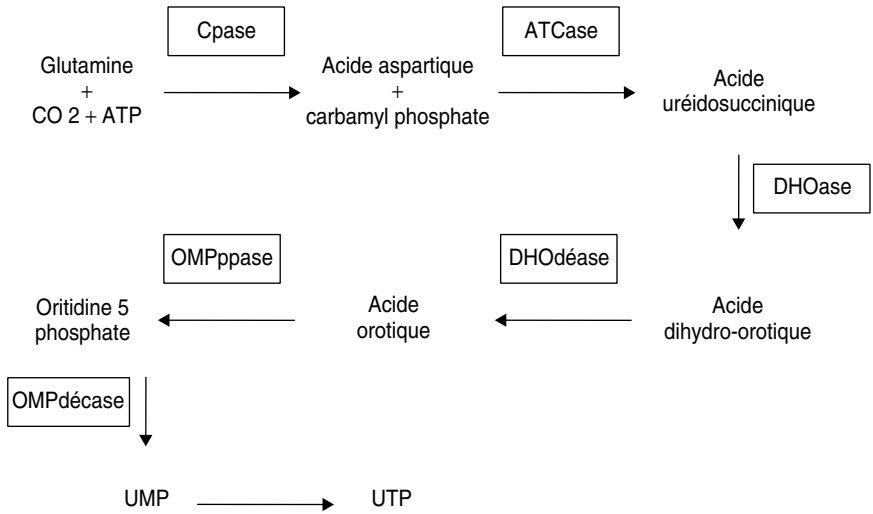 Cpase
ATCase
Glutamine
+
CO 2 + ATP
Acide aspartique
+
carbamyl phosphate
Acide
uréidosuccinique
DHOase
OMPppase
DHOdéase
Oritidine 5
phosphate
Acide
orotique
Acide
dihydro-orotique
OMPdécase
UMP
UTP